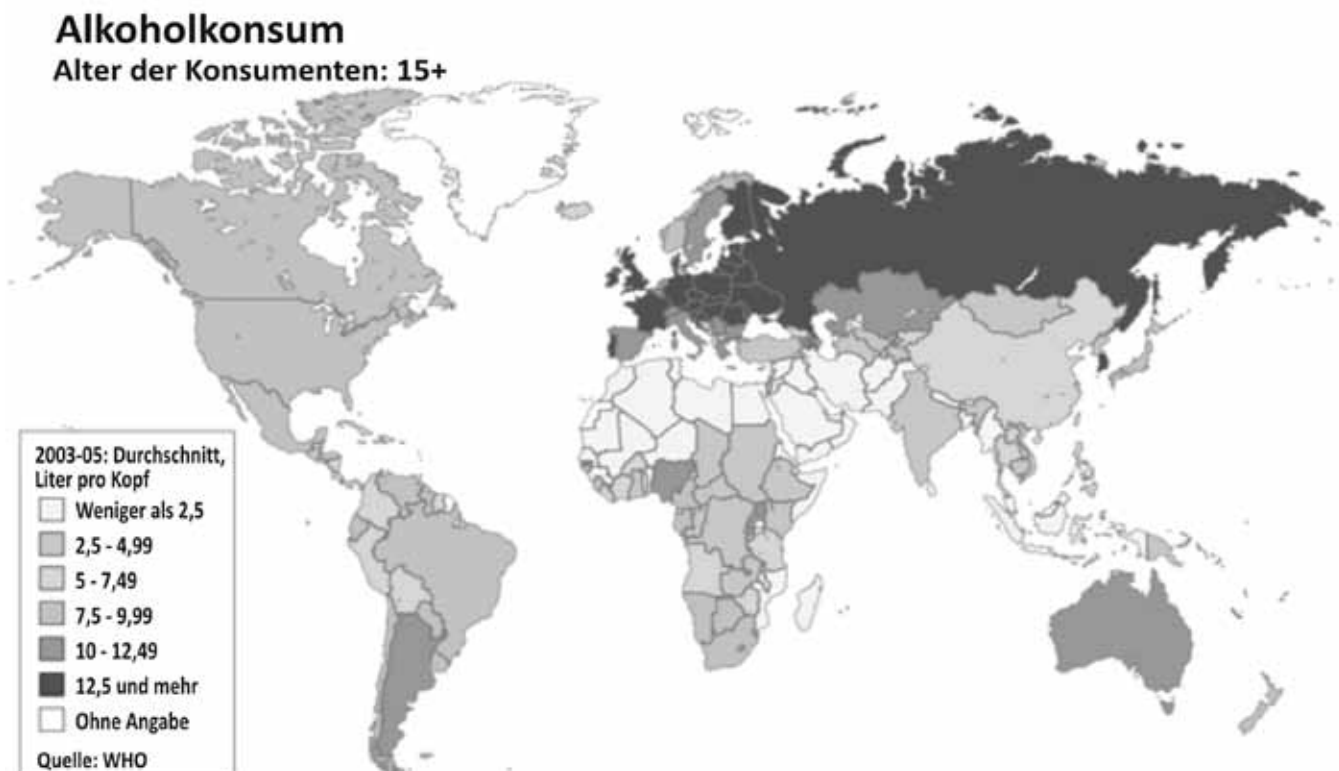 Alkoholkonsum
Alter der Konsumenten: 15+
2003-05: Durchschnitt,
Liter pro Kopf
Weniger als 2,5
2,5 - 4,99
5 - 7,49
7,5 - 9,99
10 - 12,49
12,5 und mehr
Ohne Angabe
Quelle: WHO